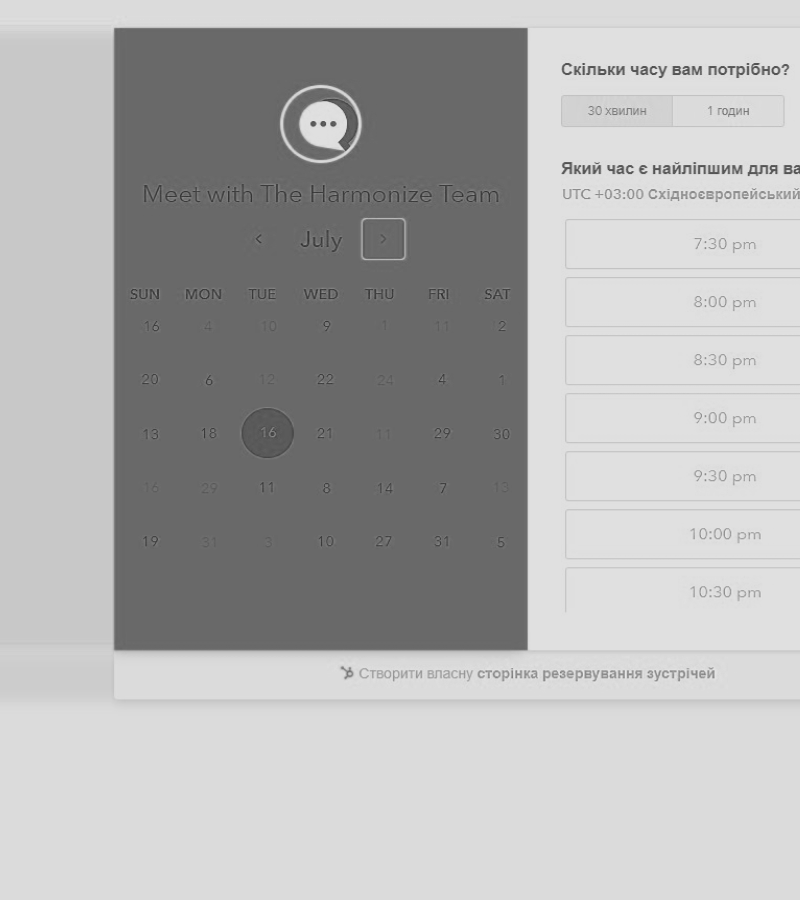 Meet with The Harmonize Team
July
SUN MON TUE WED THU FRI SAT
16 4 10 9 1 11 2
20 6 12 22 24 4 1
13 18 16 21 11 29 30
16 29 11 8 14 7 13
19 31 3 10 27 31 5
Скільки часу вам потрібно?
30 хвилин 1 годин
Який час є найліпшим для ва
UTC +03:00 Східноєвропейський
7:30 pm
8:00 pm
8:30 pm
9:00 pm
9:30 pm
10:00 pm
10:30 pm
Створити власну сторінка резервування зустрічей